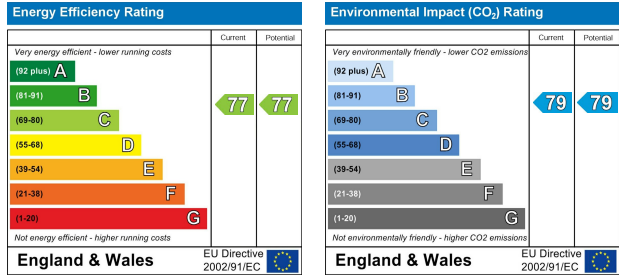 Energy Efficiency Rating
Current Potential
Very energy efficient - lower running costs
(92 plus) A
(81-91) B
(69-80) C
(55-68) D
(39-54) E
(21-38) F
(1-20) G
77 77
Not energy efficient - higher running costs
England & Wales
EU Directive
2002/91/EC
Environmental Impact (CO₂) Rating
Current Potential
Very environmentally friendly - lower CO2 emissions
(92 plus) A
(81-91) B
(69-80) C
(55-68) D
(39-54) E
(21-38) F
(1-20) G
79 79
Not environmentally friendly - higher CO2 emissions
England & Wales
EU Directive
2002/91/EC